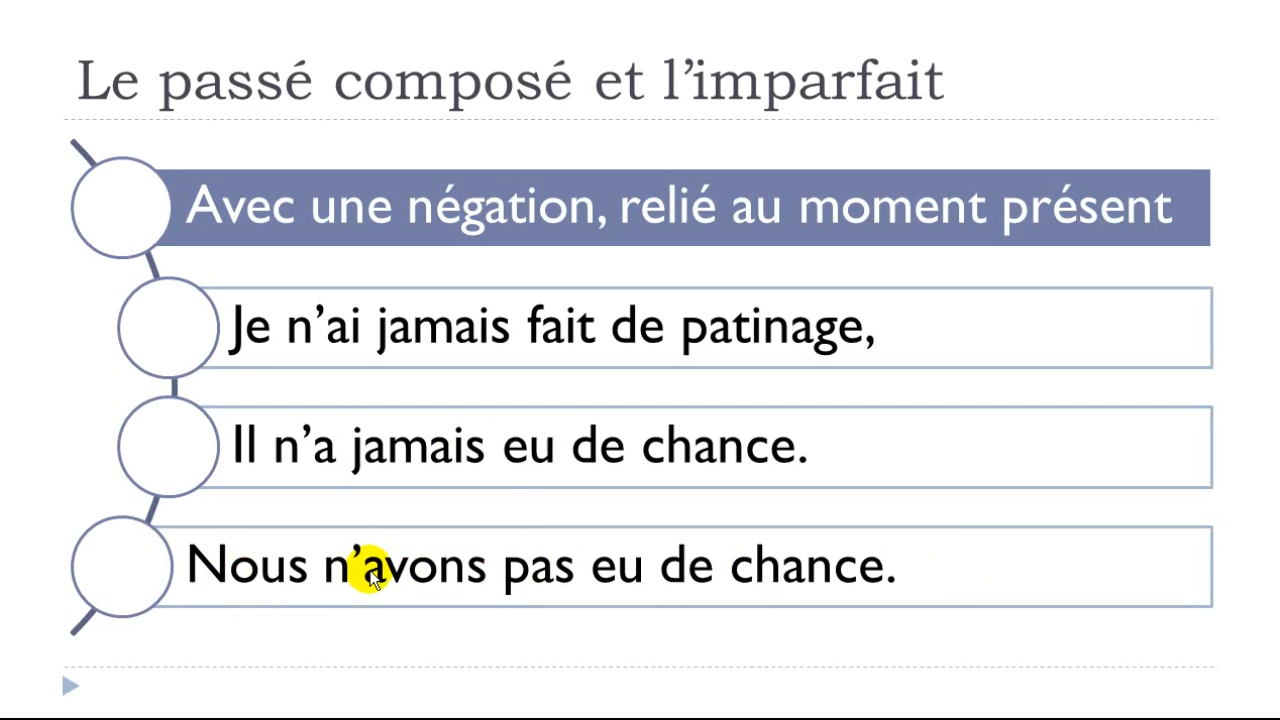 Le passé composé et l’imparfait
Avec une négation, relié au moment présent
Je n’ai jamais fait de patinage,
Il n’a jamais eu de chance.
Nous n’avons pas eu de chance.